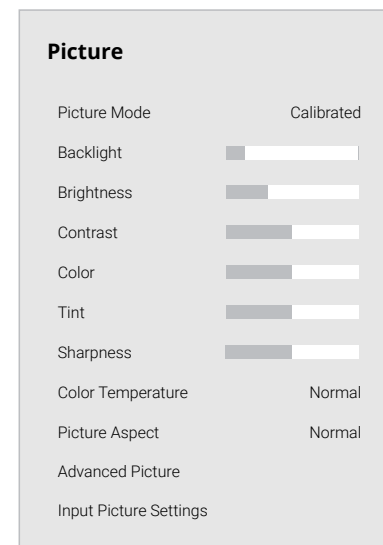 Picture
Picture Mode Calibrated
Backlight
Brightness
Contrast
Color
Tint
Sharpness
Color Temperature Normal
Picture Aspect Normal
Advanced Picture
Input Picture Settings